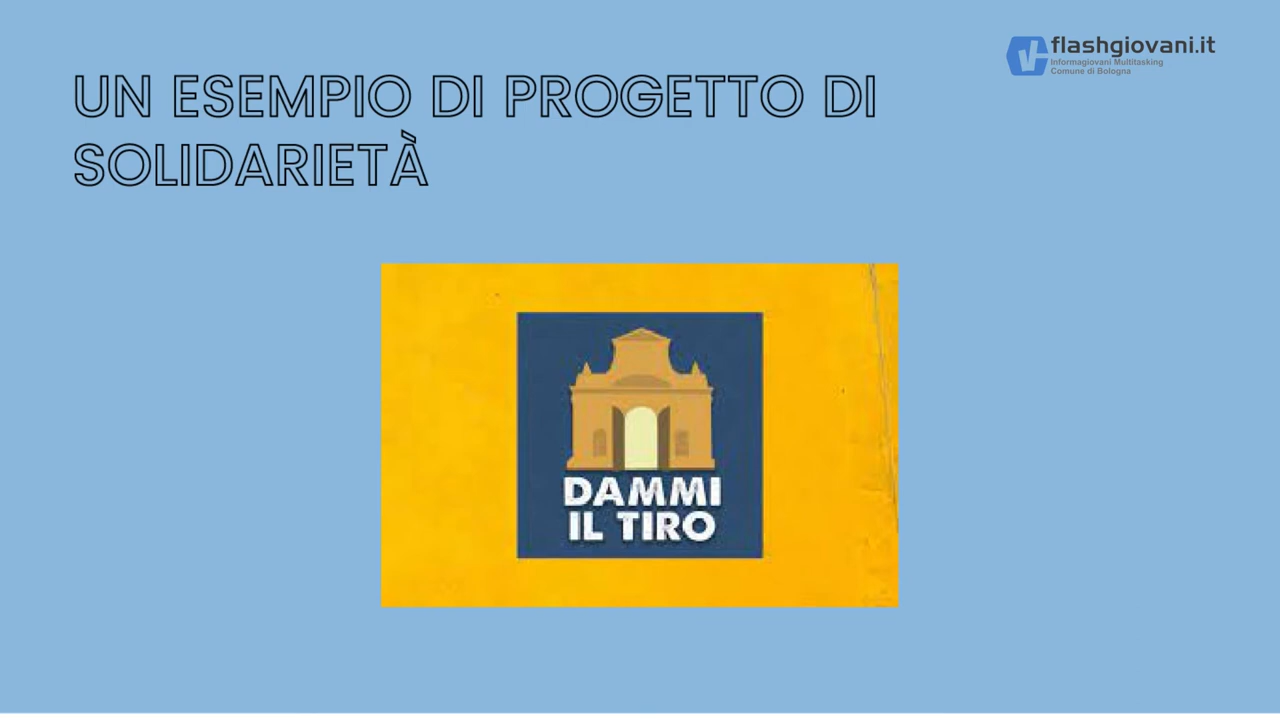 UN ESEMPIO DI PROGETTO DI
SOLIDARIETÀ
flashgiovani.it
Informagiovani Multitasking
Comune di Bologna
DAMMI
IL TIRO